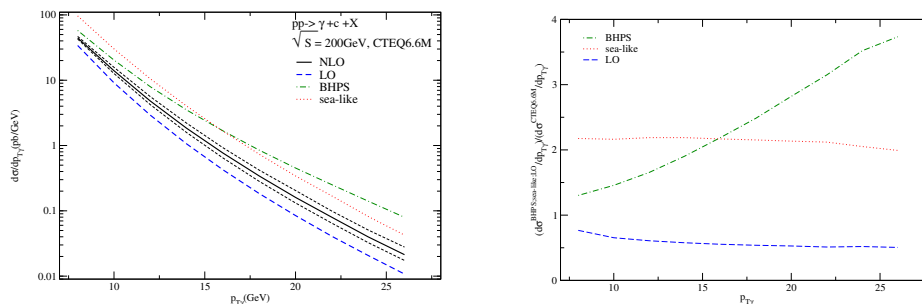 pp-> γ + c + X
√S = 200GeV, CTEQ6.6M
NLO
LO
BHPS
sea-like
dσ/dp_Tγ(pb/GeV)
100
10
1
0.1
0.01
10
15
20
25
p_Tγ(GeV)
BHPS
sea-like
LO
(dσ^BHPS;sea-like;LO/dp_Tγ)/(dσ^CTEQ6.6M/dp_Tγ)
4
3
2
1
0
10
15
20
25
p_Tγ